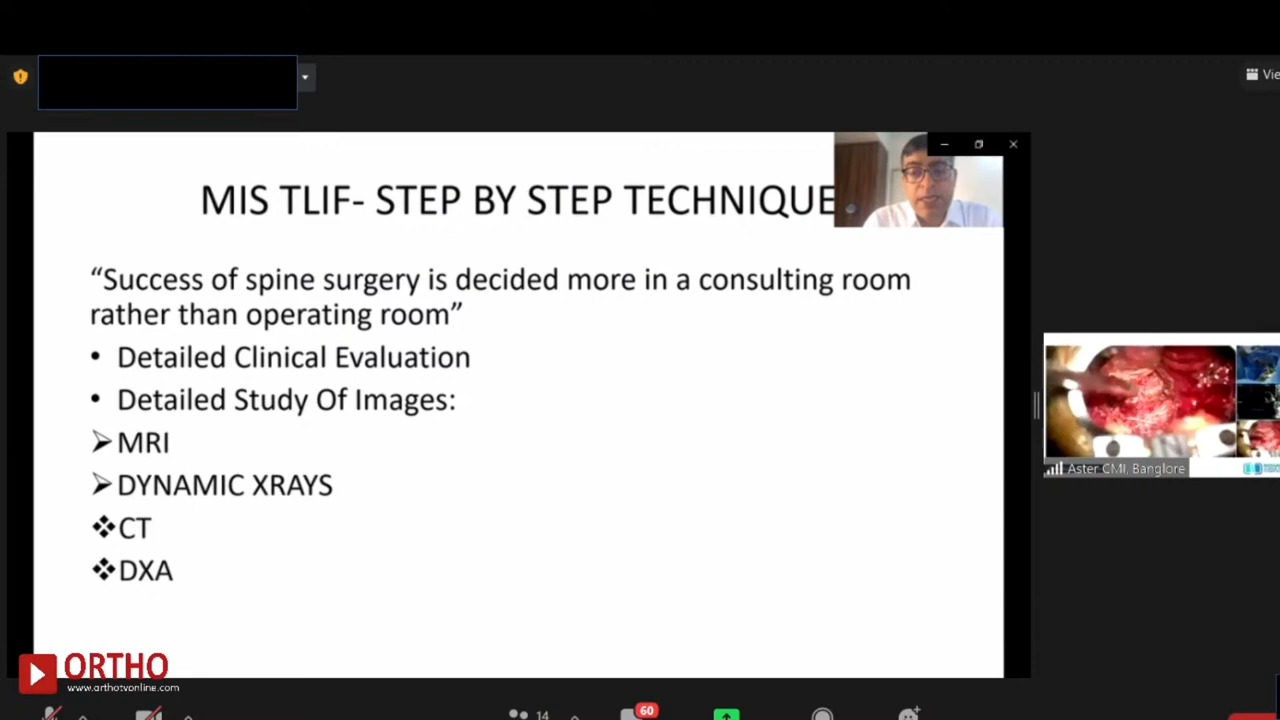 Vie
MIS TLIF- STEP BY STEP TECHNIQUE
“Success of spine surgery is decided more in a consulting room
rather than operating room”
• Detailed Clinical Evaluation
• Detailed Study Of Images:
➢ MRI
➢ DYNAMIC XRAYS
❖ CT
❖ DXA
Aster CMI, Banglore
ORTHO
www.orthotvonline.com
14
60